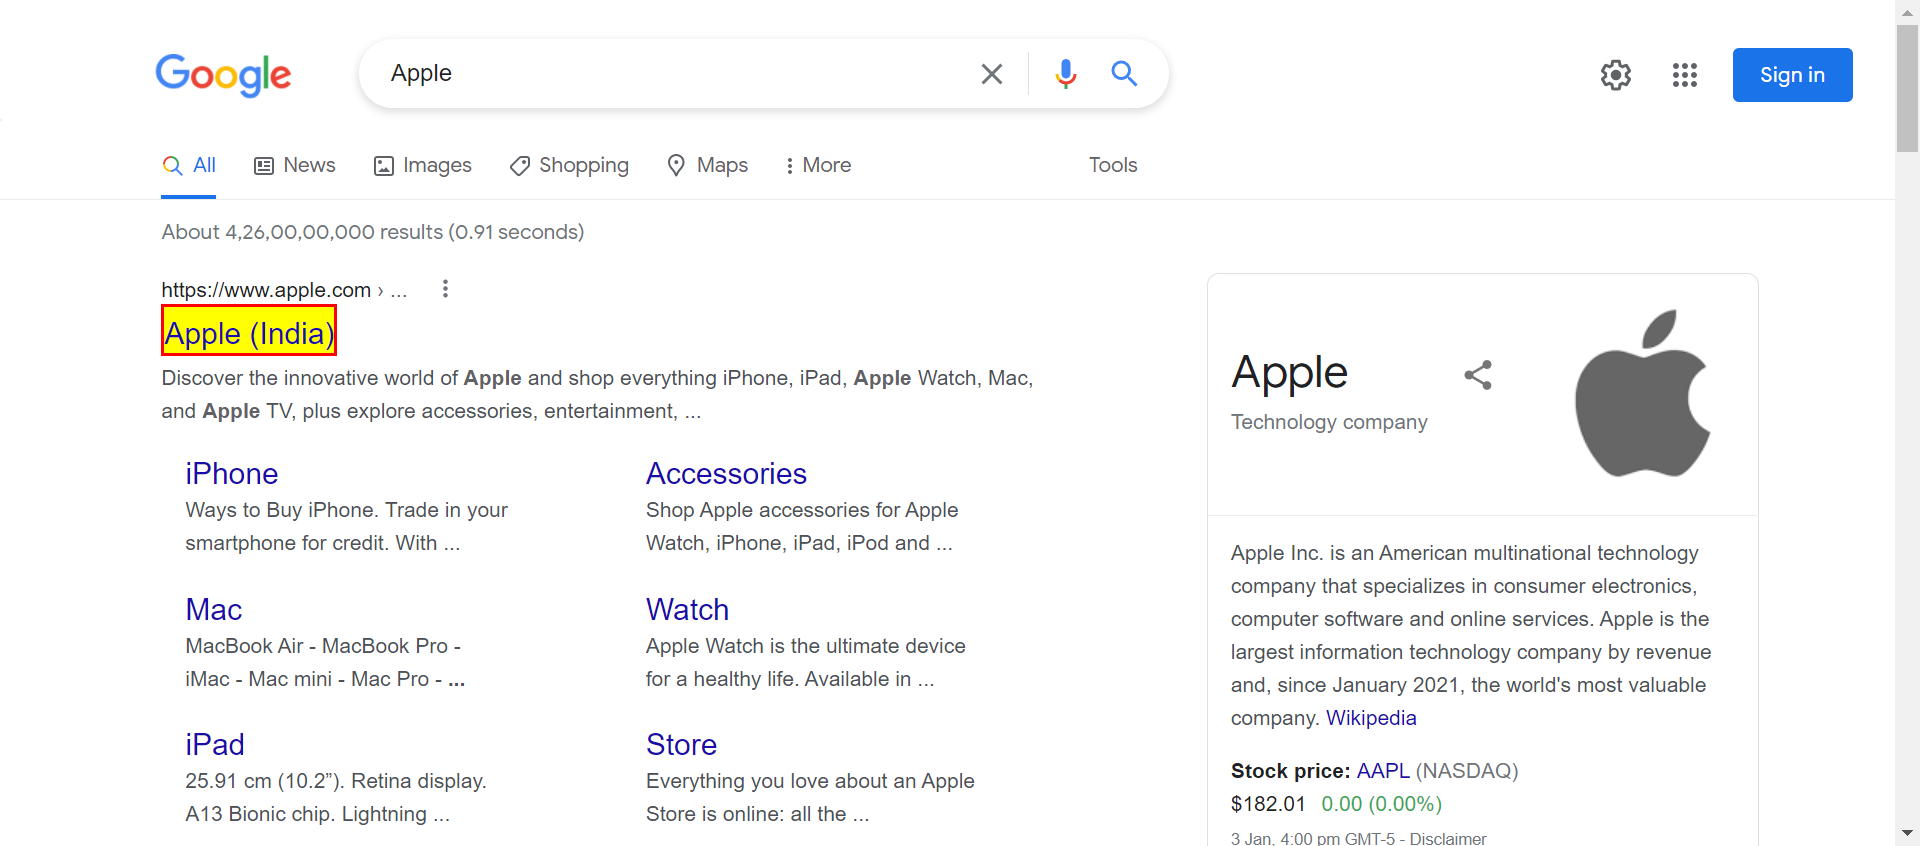 Google
Apple
Sign in
All
News
Images
Shopping
Maps
More
Tools
About 4,26,00,00,000 results (0.91 seconds)
https://www.apple.com › ...
Apple (India)
Discover the innovative world of Apple and shop everything iPhone, iPad, Apple Watch, Mac,
and Apple TV, plus explore accessories, entertainment, ...
iPhone
Ways to Buy iPhone. Trade in your
smartphone for credit. With ...
Accessories
Shop Apple accessories for Apple
Watch, iPhone, iPad, iPod and ...
Mac
MacBook Air - MacBook Pro -
iMac - Mac mini - Mac Pro - ...
Watch
Apple Watch is the ultimate device
for a healthy life. Available in ...
iPad
25.91 cm (10.2”). Retina display.
A13 Bionic chip. Lightning ...
Store
Everything you love about an Apple
Store is online: all the ...
Apple
Technology company
Apple Inc. is an American multinational technology
company that specializes in consumer electronics,
computer software and online services. Apple is the
largest information technology company by revenue
and, since January 2021, the world's most valuable
company. Wikipedia
Stock price: AAPL (NASDAQ)
$182.01 0.00 (0.00%)
3 Jan, 4:00 pm GMT-5 - Disclaimer